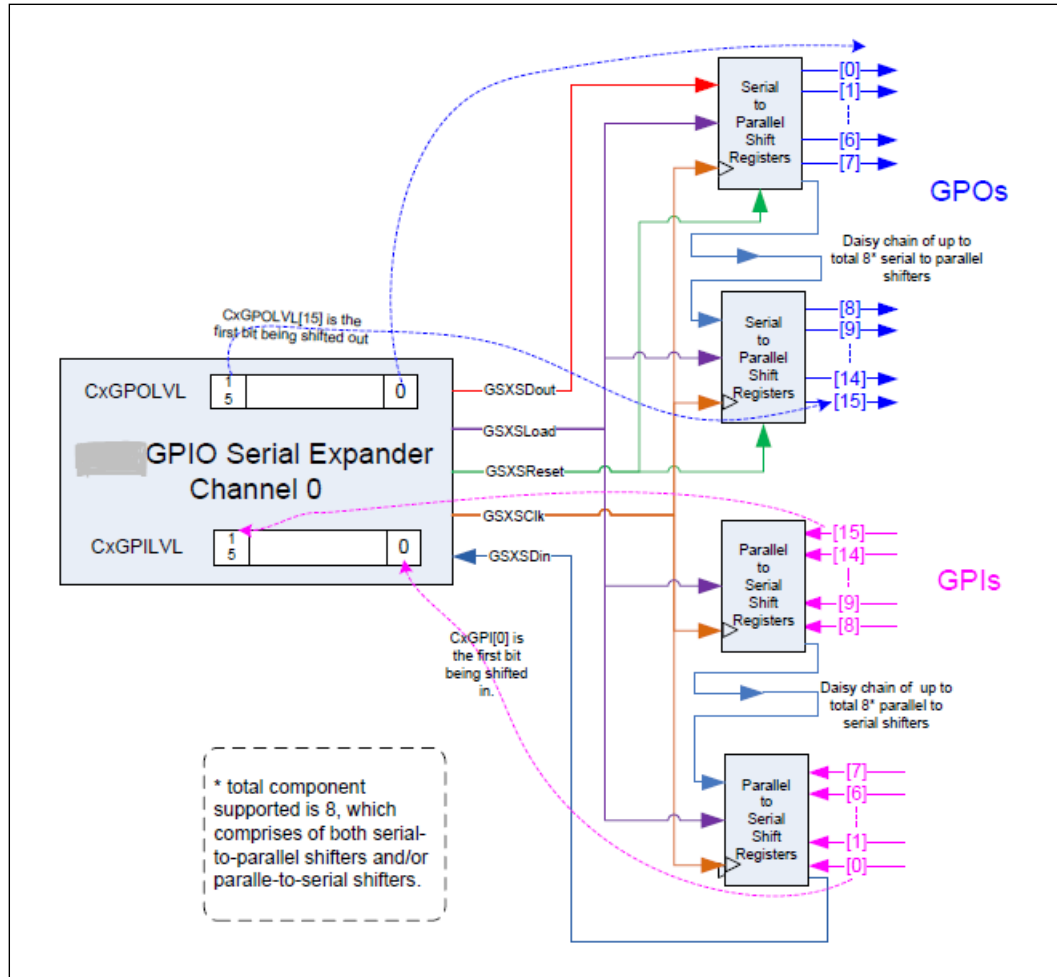 Serial
to
Parallel
Shift
Registers
[0]
[1]
[6]
[7]
GPOs
Daisy chain of up to
total 8* serial to parallel
shifters
CxGPOLVL[15] is the
first bit being shifted out
Serial
to
Parallel
Shift
Registers
[8]
[9]
[14]
[15]
CxGPOLVL
1
5
0
GSXSDout
GSXSLoad
GPIO Serial Expander
Channel 0
GSXSReset
GSXSClk
CxGPILVL
1
5
0
GSXSDin
Parallel
to
Serial
Shift
Registers
[15]
[14]
[9]
[8]
GPIs
CxGPI[0] is
the first bit
being shifted
in.
Daisy chain of up to
total 8* parallel to
serial shifters
Parallel
to
Serial
Shift
Registers
[7]
[6]
[1]
[0]
* total component
supported is 8, which
comprises of both serial-
to-parallel shifters and/or
paralle-to-serial shifters.